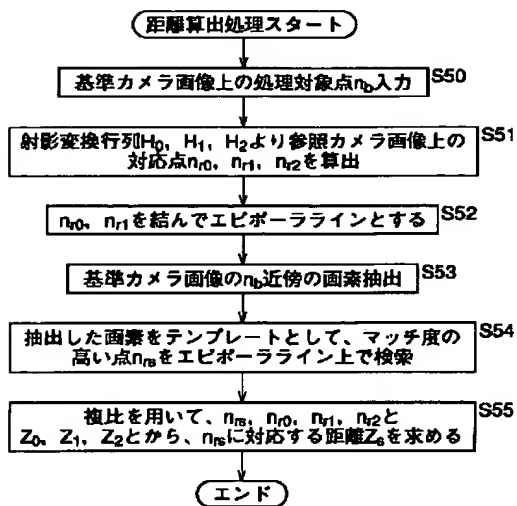 距離算出処理スタート
基準カメラ画像上の処理対象点nb入力 S50
射影変換行列H0, H1, H2より参照カメラ画像上の S51
対応点nr0, nr1, nr2を算出
nr0, nr1を結んでエピポーララインとする S52
基準カメラ画像のnb近傍の画素抽出 S53
抽出した画素をテンプレートとして、マッチ度の S54
高い点nrsをエピポーラライン上で検索
複比を用いて、nrs, nr0, nr1, nr2と S55
Z0、Z1, Z2とから、nrsに対応する距離Zsを求める
エンド